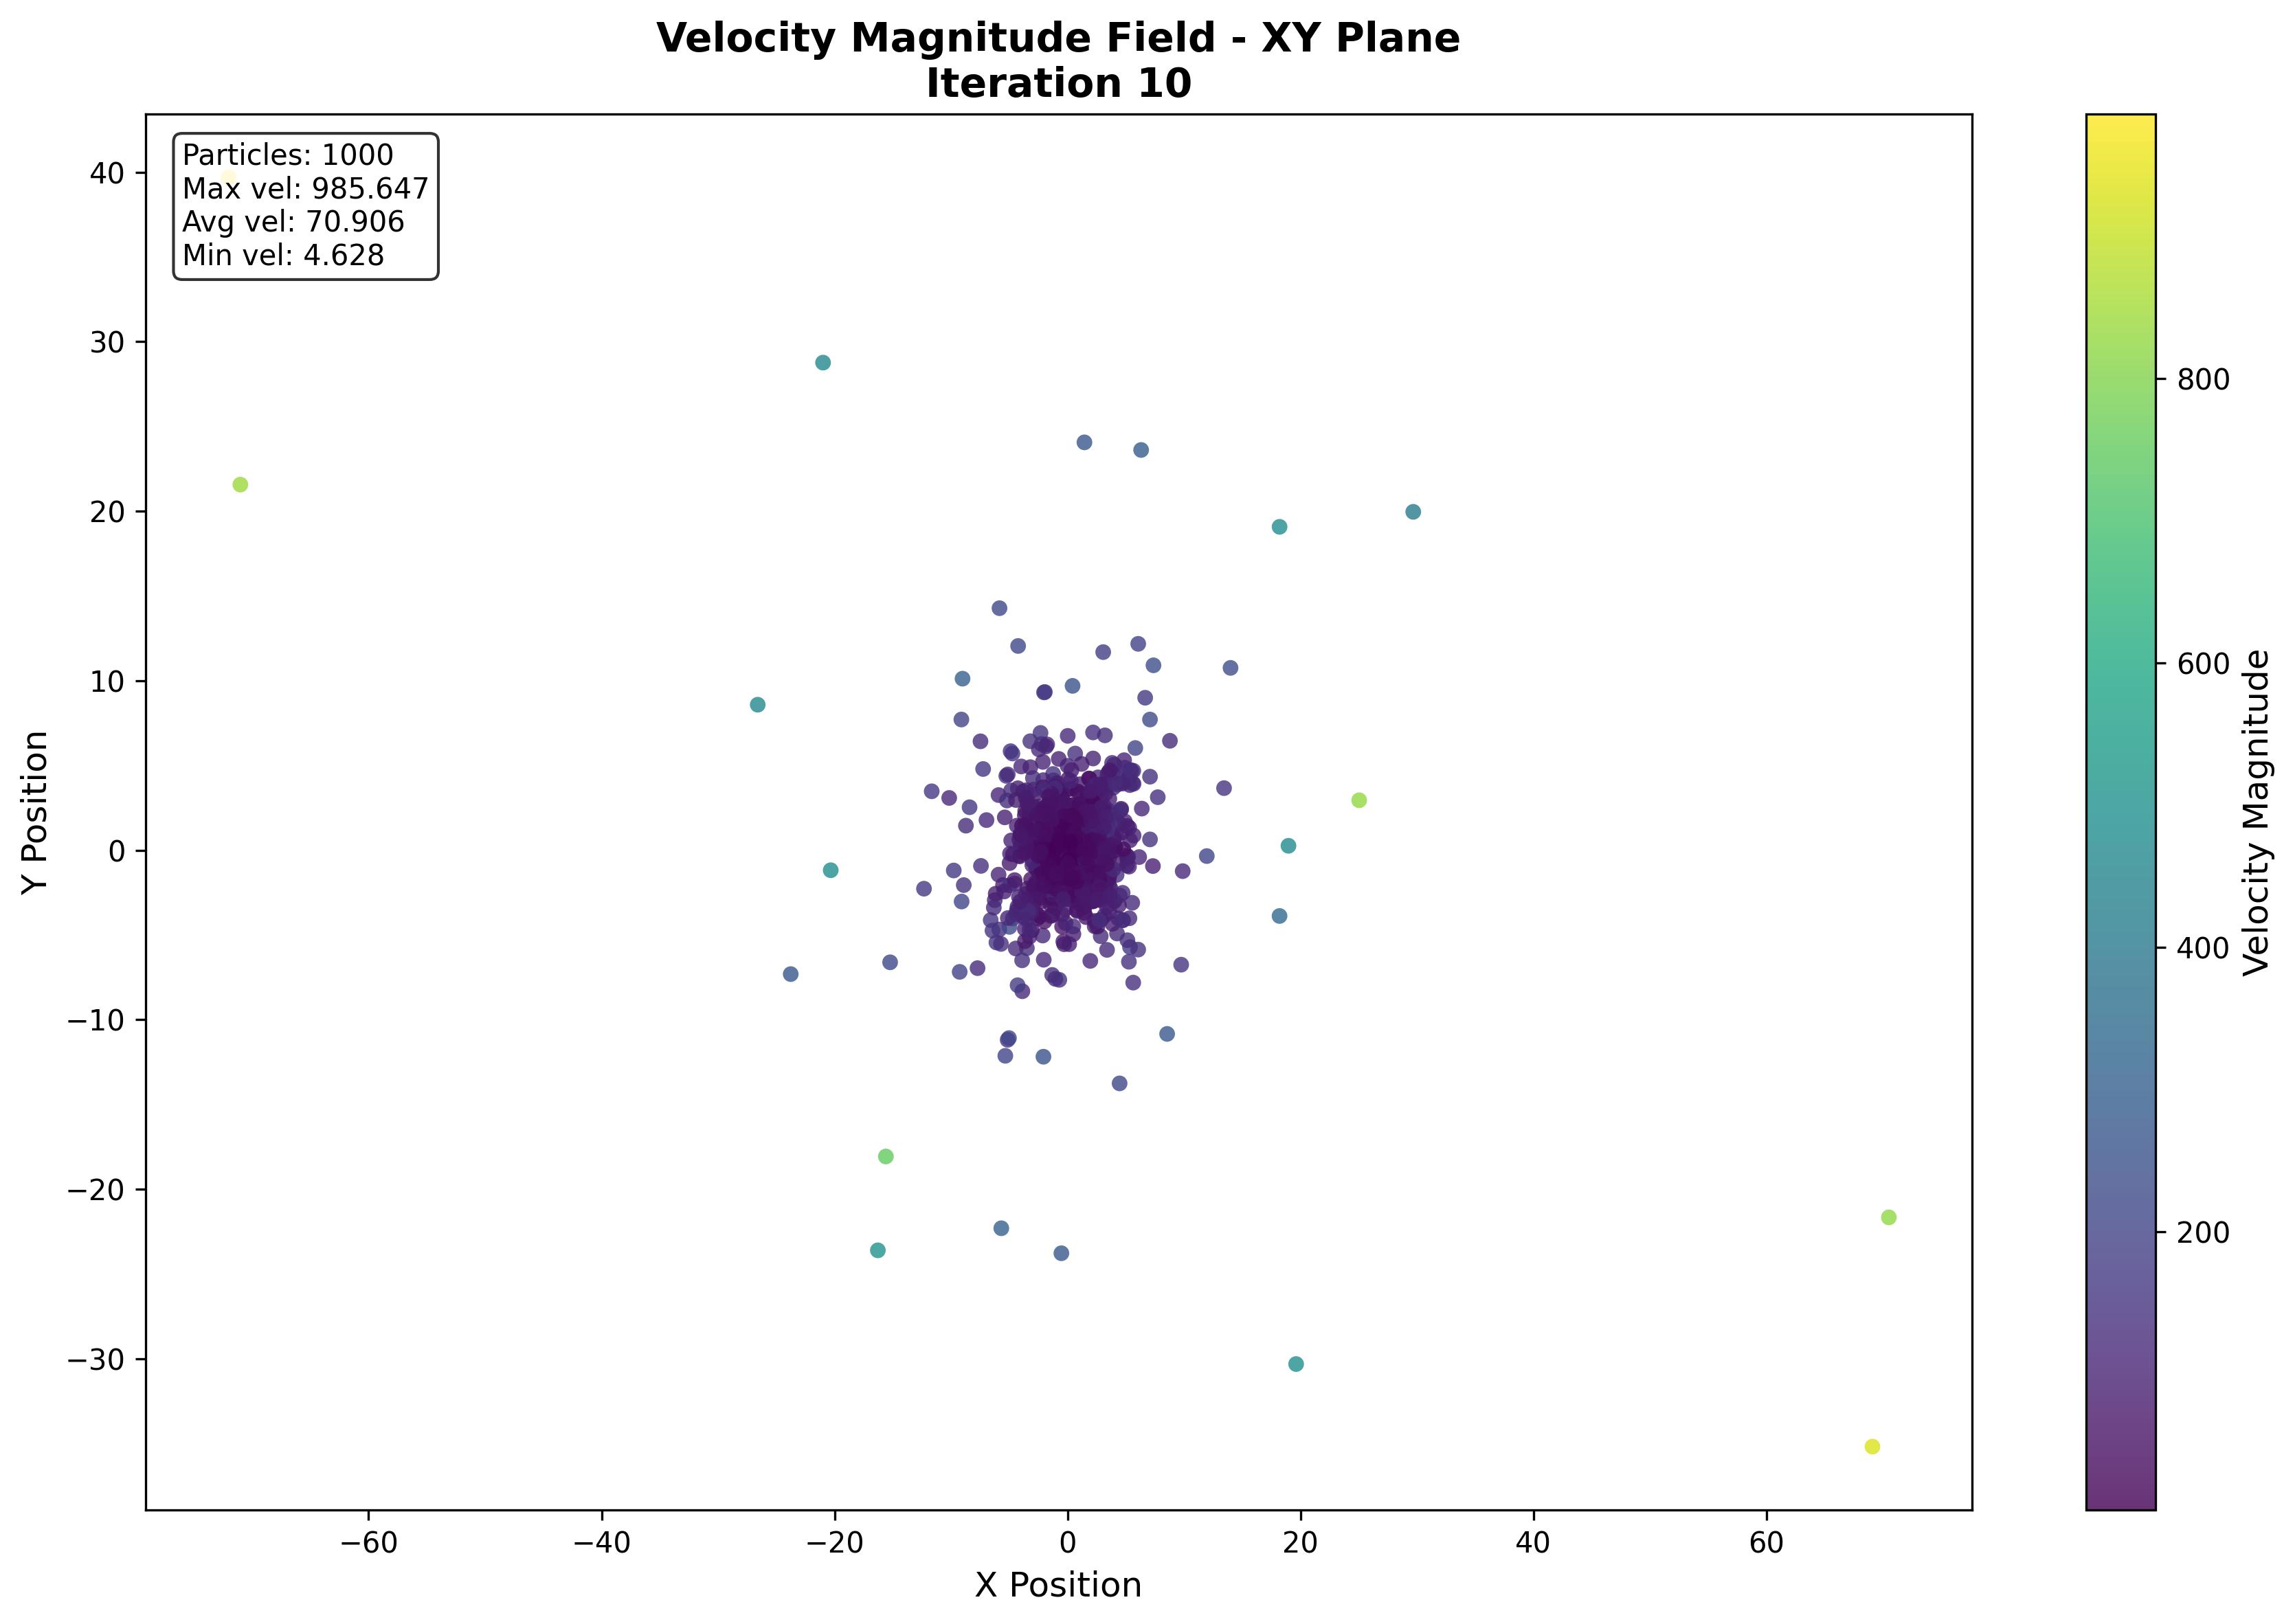 Velocity Magnitude Field - XY Plane
Iteration 10
Particles: 1000
Max vel: 985.647
Avg vel: 70.906
Min vel: 4.628
40
30
20
10
0
−10
−20
−30
Y Position
−60
−40
−20
0
20
40
60
X Position
800
600
400
200
Velocity Magnitude